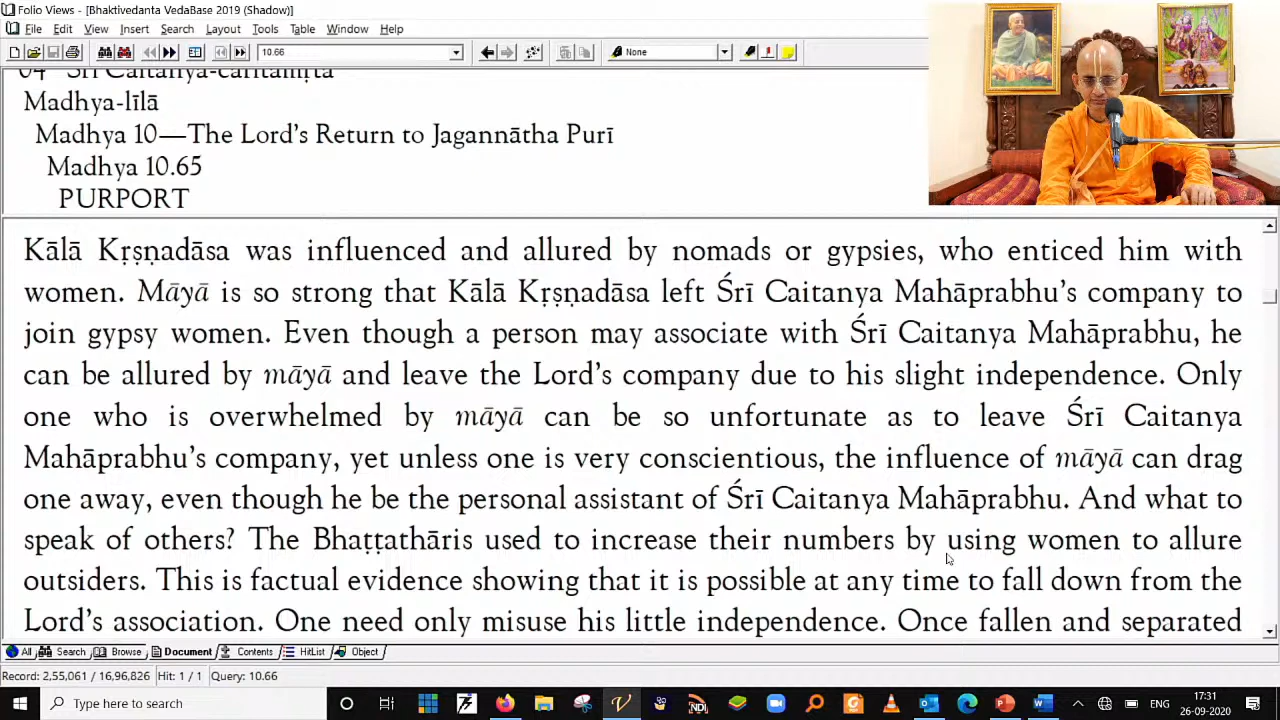 Folio Views - [Bhaktivedanta VedaBase 2019 (Shadow)]
File Edit View Insert Search Layout Tools Table Window Help
10.66 None
04 Śrī Caitanya-caritāmṛta
Madhya-līlā
Madhya 10—The Lord's Return to Jagannātha Purī
Madhya 10.65
PURPORT
Kālā Kṛṣṇadāsa was influenced and allured by nomads or gypsies, who enticed him with
women. Māyā is so strong that Kālā Kṛṣṇadāsa left Śrī Caitanya Mahāprabhu's company to
join gypsy women. Even though a person may associate with Śrī Caitanya Mahāprabhu, he
can be allured by māyā and leave the Lord's company due to his slight independence. Only
one who is overwhelmed by māyā can be so unfortunate as to leave Śrī Caitanya
Mahāprabhu's company, yet unless one is very conscientious, the influence of māyā can drag
one away, even though he be the personal assistant of Śrī Caitanya Mahāprabhu. And what to
speak of others? The Bhaṭṭathāris used to increase their numbers by using women to allure
outsiders. This is factual evidence showing that it is possible at any time to fall down from the
Lord's association. One need only misuse his little independence. Once fallen and separated
All Search Browse Document Contents HitList Object
Record: 2,55,061 / 16,96,826 Hit: 1 / 1 Query: 10.66
Type here to search
NDI
ENG
17:31
26-09-2020